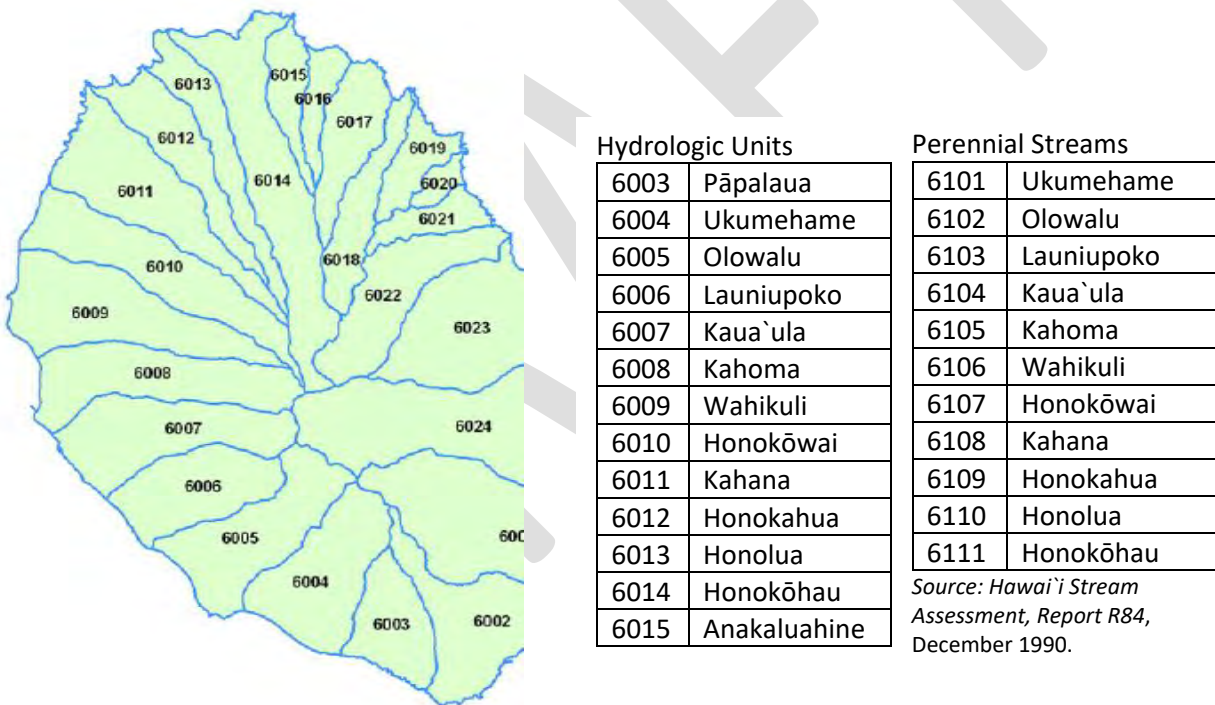 6015
6013
6016
6017
6012
6019
6014
6020
6011
6021
6018
6010
6022
6009
6023
6008
6007
6024
6006
6005
6004
6003
6002
Hydrologic Units
6003 Pāpalaua
6004 Ukumehame
6005 Olowalu
6006 Launiupoko
6007 Kaua`ula
6008 Kahoma
6009 Wahikuli
6010 Honokōwai
6011 Kahana
6012 Honokahua
6013 Honolua
6014 Honokōhau
6015 Anakaluahine
Perennial Streams
6101 Ukumehame
6102 Olowalu
6103 Launiupoko
6104 Kaua`ula
6105 Kahoma
6106 Wahikuli
6107 Honokōwai
6108 Kahana
6109 Honokahua
6110 Honolua
6111 Honokōhau
Source: Hawai`i Stream
Assessment, Report R84,
December 1990.